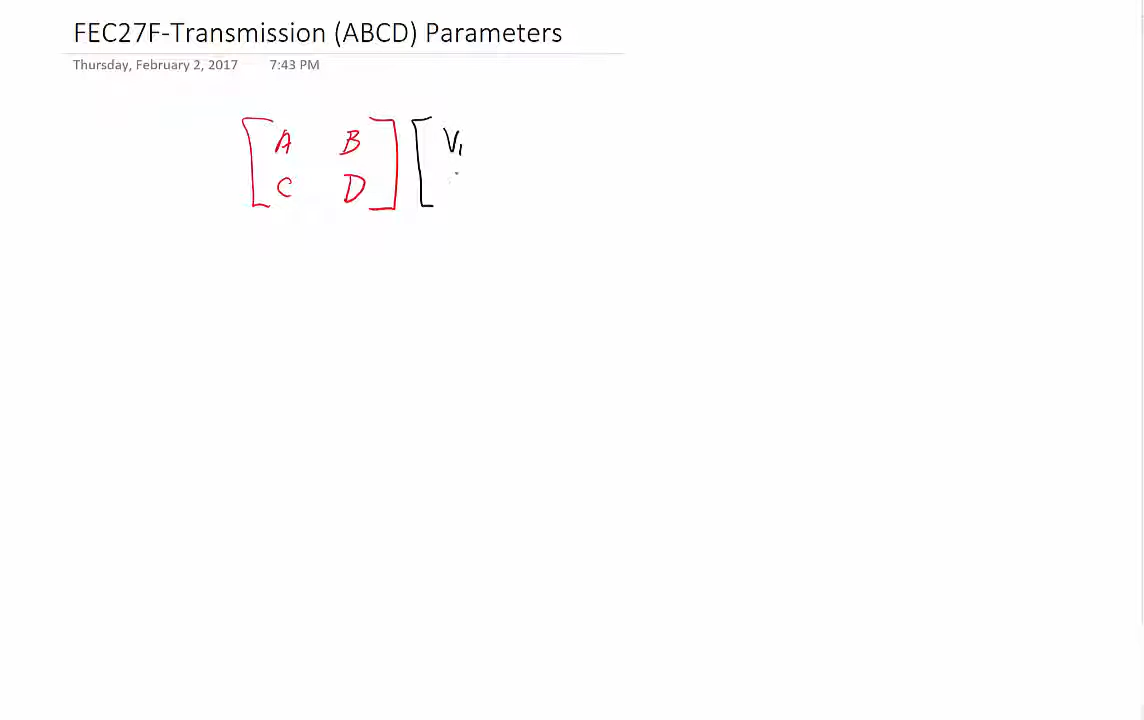 FEC27F-Transmission (ABCD) Parameters
Thursday, February 2, 2017 7:43 PM
A B V1
C D